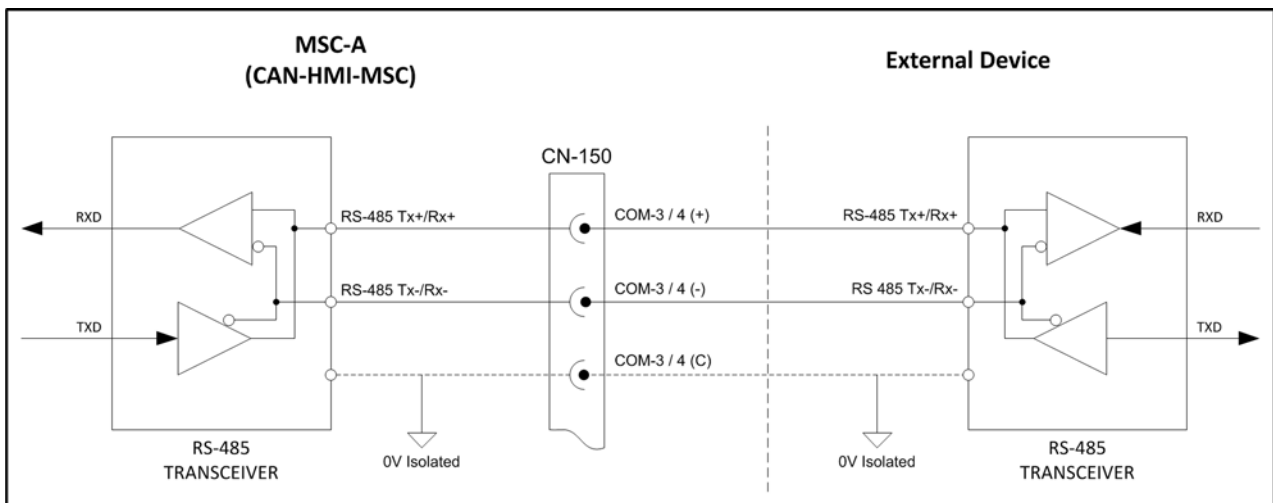 MSC-A
(CAN-HMI-MSC)
External Device
CN-150
RXD
RS-485 Tx+/Rx+
COM-3 / 4 (+)
RS-485 Tx+/Rx+
RXD
RS-485 Tx-/Rx-
COM-3 / 4 (-)
RS 485 Tx-/Rx-
TXD
TXD
COM-3 / 4 (C)
RS-485
TRANSCEIVER
0V Isolated
0V Isolated
RS-485
TRANSCEIVER